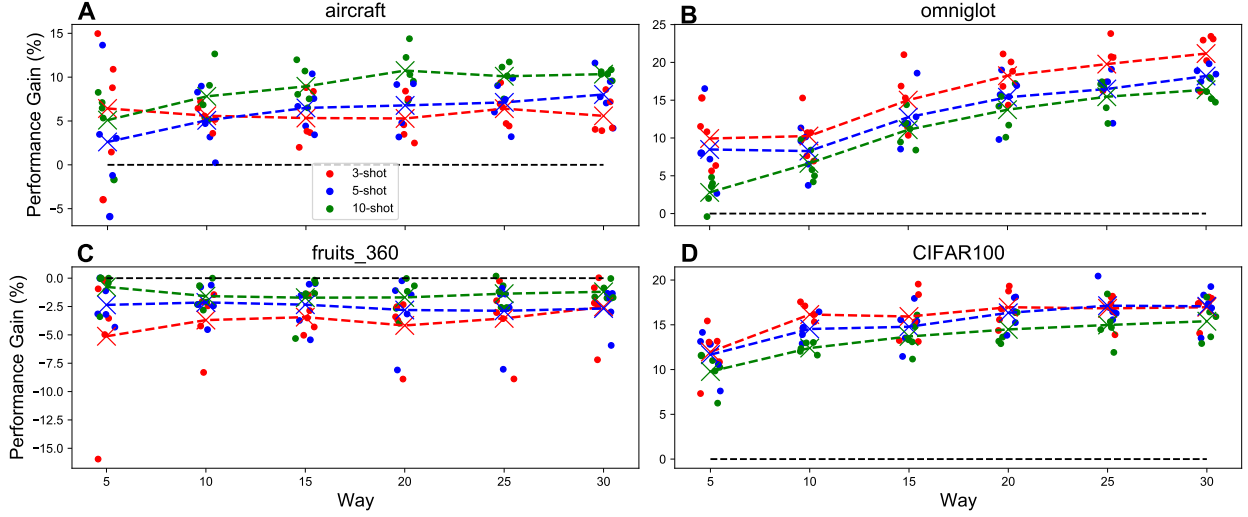 A
aircraft
Performance Gain (%)
15
10
5
0
−5
3-shot
5-shot
10-shot
B
omniglot
25
20
15
10
5
0
C
fruits_360
Performance Gain (%)
0.0
−2.5
−5.0
−7.5
−10.0
−12.5
−15.0
5
10
15
20
25
30
Way
D
CIFAR100
20
15
10
5
0
5
10
15
20
25
30
Way